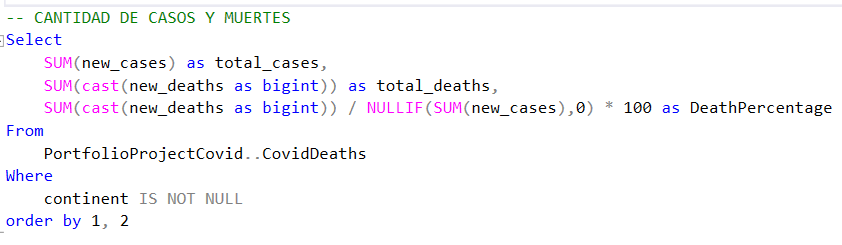 -- CANTIDAD DE CASOS Y MUERTES
Select
SUM(new_cases) as total_cases,
SUM(cast(new_deaths as bigint)) as total_deaths,
SUM(cast(new_deaths as bigint)) / NULLIF(SUM(new_cases),0) * 100 as DeathPercentage
From
PortfolioProjectCovid..CovidDeaths
Where
continent IS NOT NULL
order by 1, 2